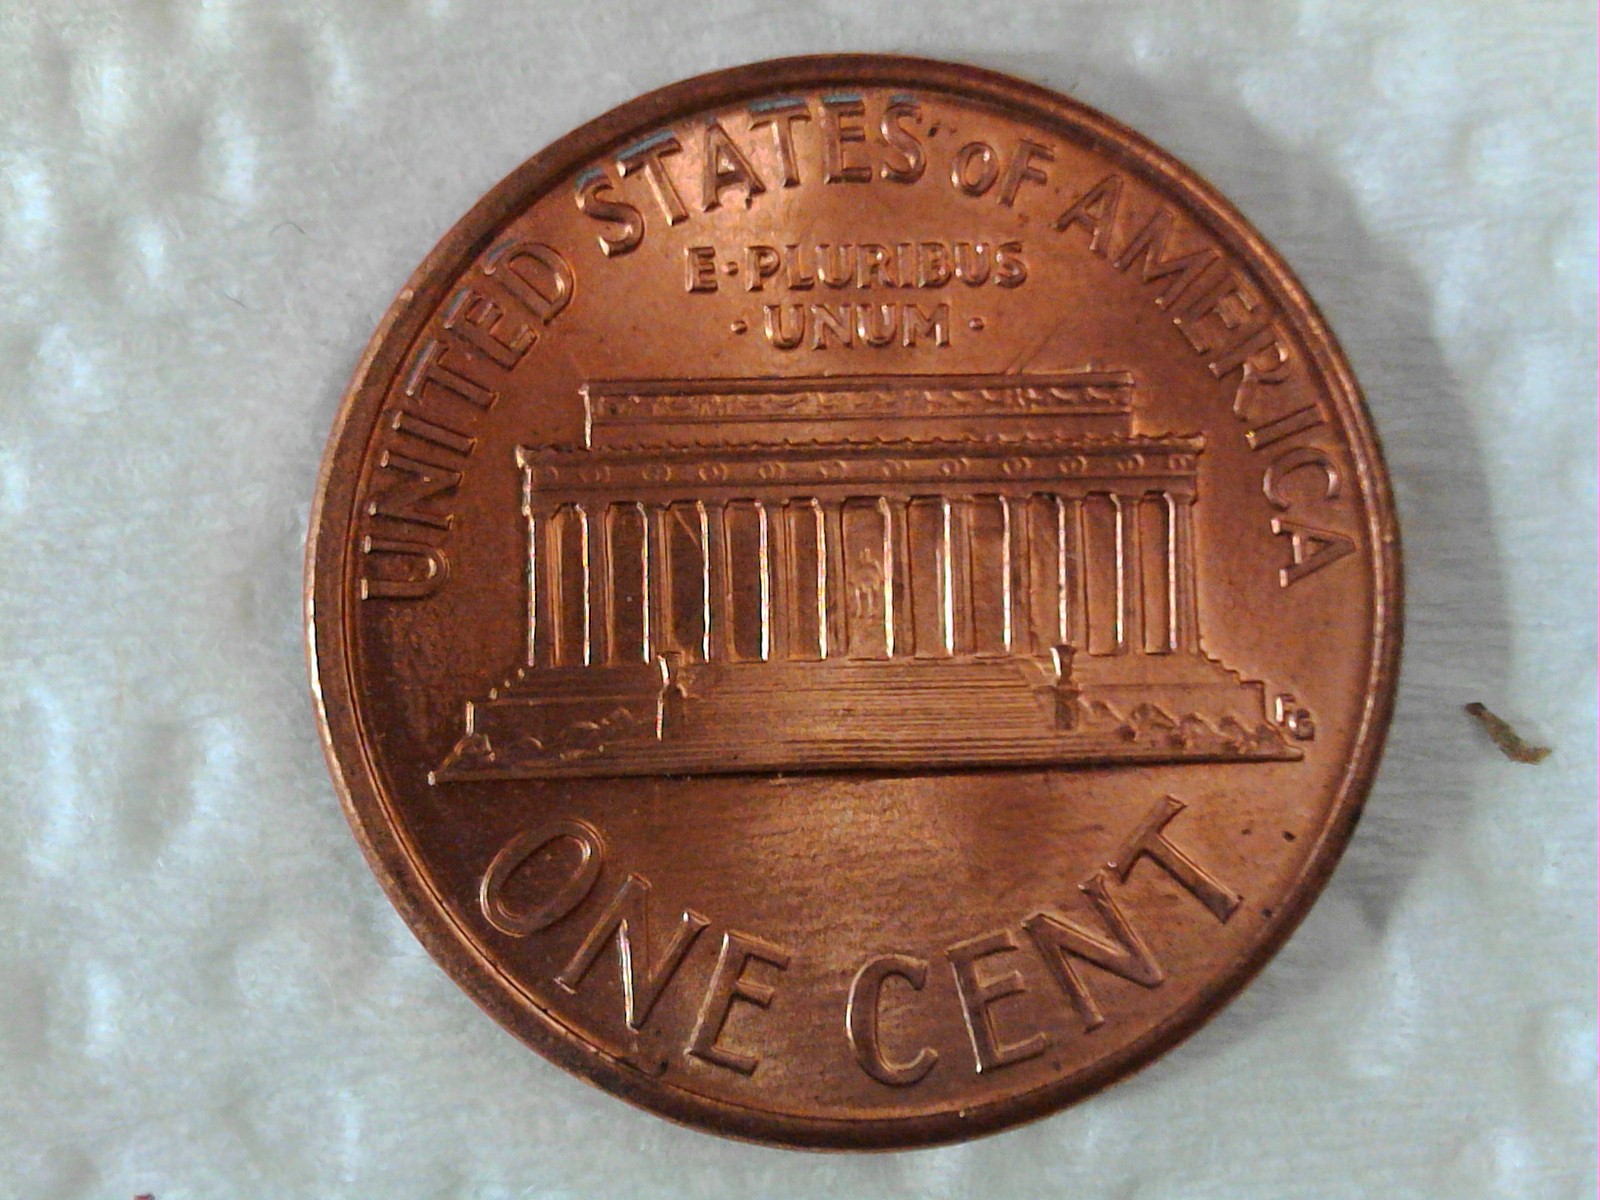 UNITED STATES OF AMERICA
E·PLURIBUS
·UNUM·
FG
ONE CENT